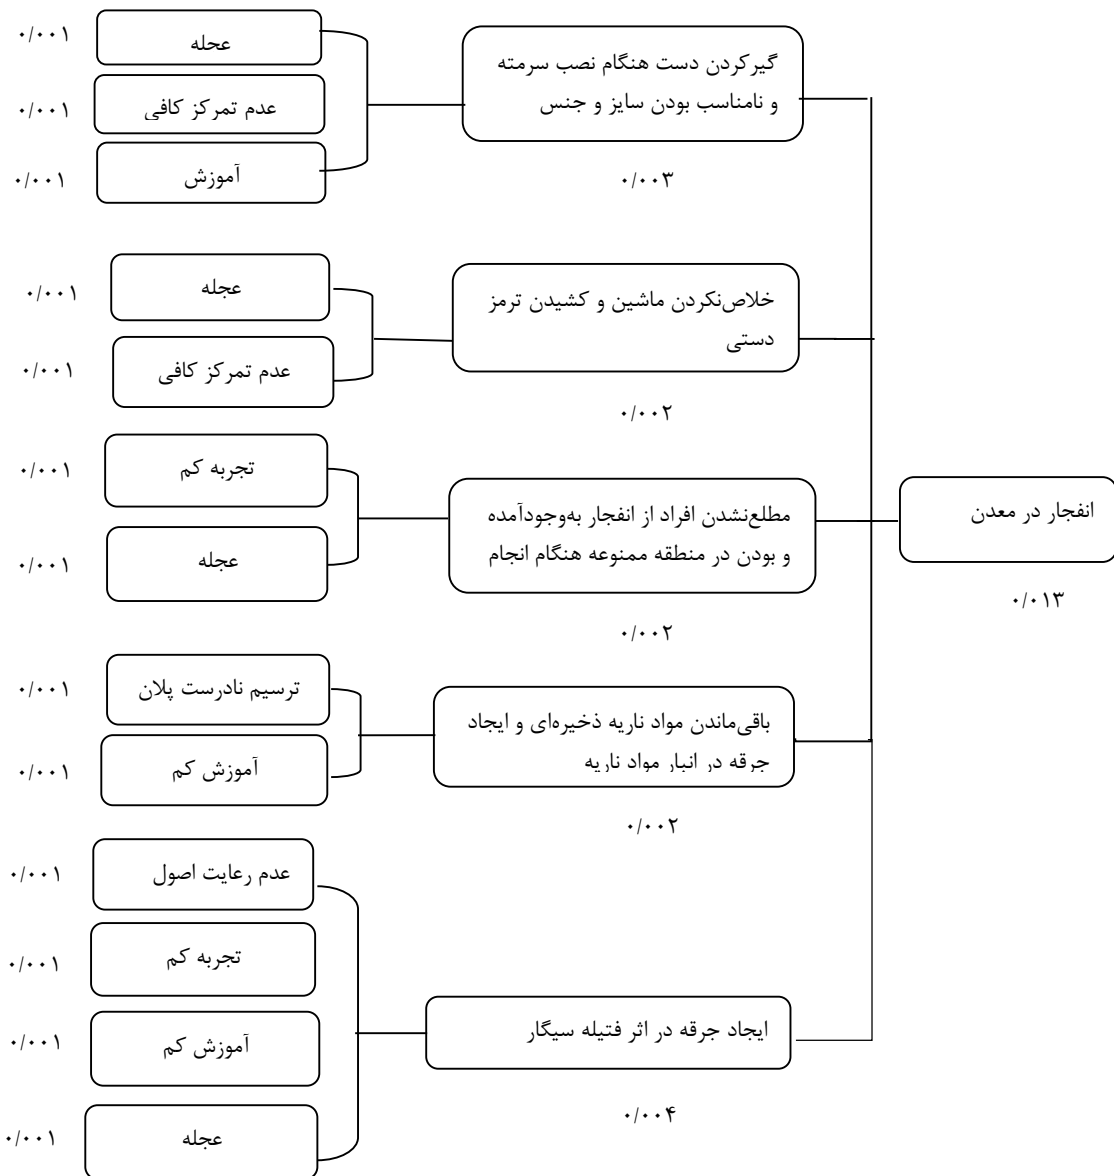 انفجار در معدن
۰/۰۱۳
گیرکردن دست هنگام نصب سرمته
و نامناسب بودن سایز و جنس
۰/۰۰۳
عجله
۰/۰۰۱
عدم تمرکز کافی
۰/۰۰۱
آموزش
۰/۰۰۱
خلاص‌نکردن ماشین و کشیدن ترمز
دستی
۰/۰۰۲
عجله
۰/۰۰۱
عدم تمرکز کافی
۰/۰۰۱
مطلع‌نشدن افراد از انفجار به‌وجودآمده
و بودن در منطقه ممنوعه هنگام انجام
۰/۰۰۲
تجربه کم
۰/۰۰۱
عجله
۰/۰۰۱
باقی‌ماندن مواد ناریه ذخیره‌ای و ایجاد
جرقه در انبار مواد ناریه
۰/۰۰۲
ترسیم نادرست پلان
۰/۰۰۱
آموزش کم
۰/۰۰۱
ایجاد جرقه در اثر فتیله سیگار
۰/۰۰۴
عدم رعایت اصول
۰/۰۰۱
تجربه کم
۰/۰۰۱
آموزش کم
۰/۰۰۱
عجله
۰/۰۰۱